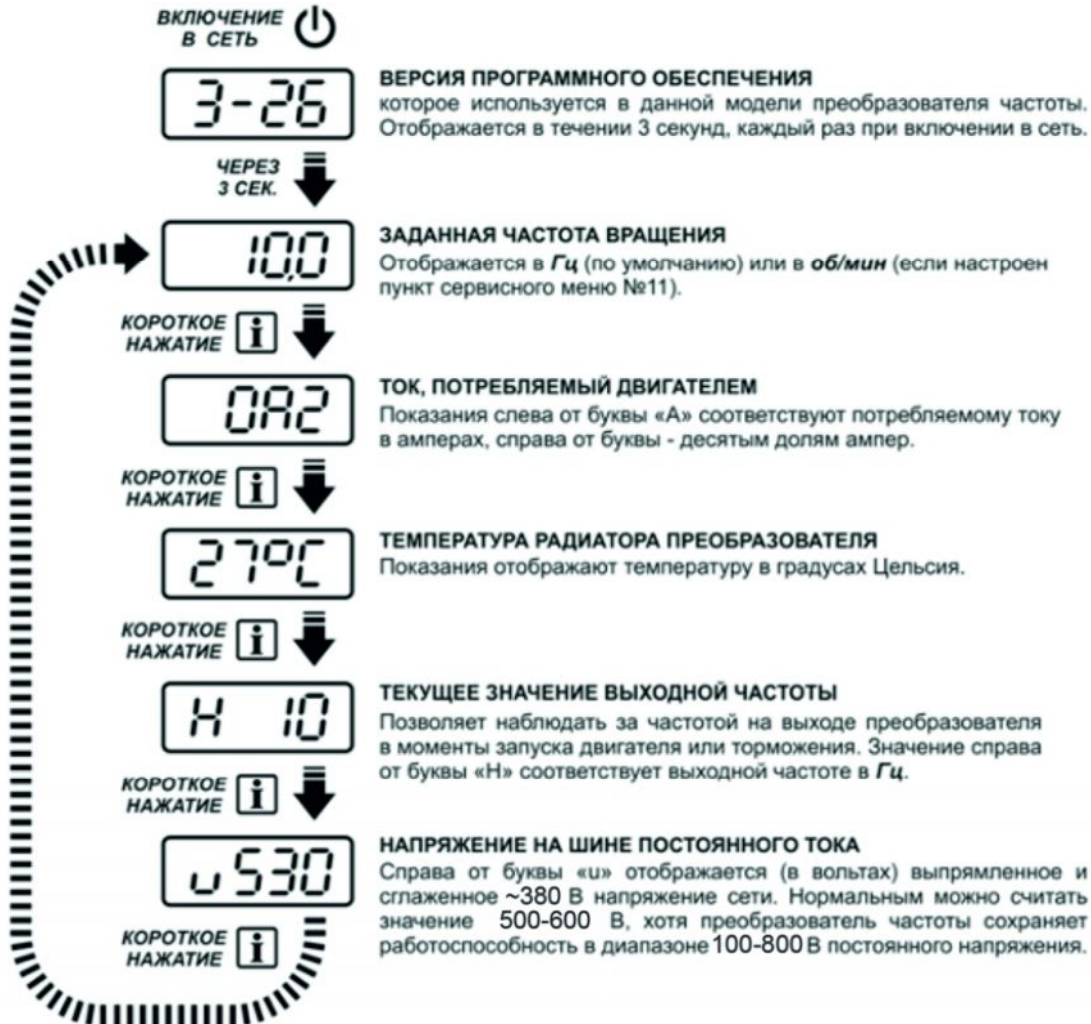 ВКЛЮЧЕНИЕ
В СЕТЬ
3-26
ВЕРСИЯ ПРОГРАММНОГО ОБЕСПЕЧЕНИЯ
которое используется в данной модели преобразователя частоты.
Отображается в течении 3 секунд, каждый раз при включении в сеть.
ЧЕРЕЗ
3 СЕК.
10,0
ЗАДАННАЯ ЧАСТОТА ВРАЩЕНИЯ
Отображается в Гц (по умолчанию) или в об/мин (если настроен
пункт сервисного меню №11).
КОРОТКОЕ
НАЖАТИЕ i
0A2
ТОК, ПОТРЕБЛЯЕМЫЙ ДВИГАТЕЛЕМ
Показания слева от буквы «А» соответствуют потребляемому току
в амперах, справа от буквы - десятым долям ампер.
КОРОТКОЕ
НАЖАТИЕ i
27°C
ТЕМПЕРАТУРА РАДИАТОРА ПРЕОБРАЗОВАТЕЛЯ
Показания отображают температуру в градусах Цельсия.
КОРОТКОЕ
НАЖАТИЕ i
H 10
ТЕКУЩЕЕ ЗНАЧЕНИЕ ВЫХОДНОЙ ЧАСТОТЫ
Позволяет наблюдать за частотой на выходе преобразователя
в моменты запуска двигателя или торможения. Значение справа
от буквы «Н» соответствует выходной частоте в Гц.
КОРОТКОЕ
НАЖАТИЕ i
u530
НАПРЯЖЕНИЕ НА ШИНЕ ПОСТОЯННОГО ТОКА
Справа от буквы «u» отображается (в вольтах) выпрямленное и
сглаженное ~380 В напряжение сети. Нормальным можно считать
значение 500-600 В, хотя преобразователь частоты сохраняет
работоспособность в диапазоне 100-800 В постоянного напряжения.
КОРОТКОЕ
НАЖАТИЕ i